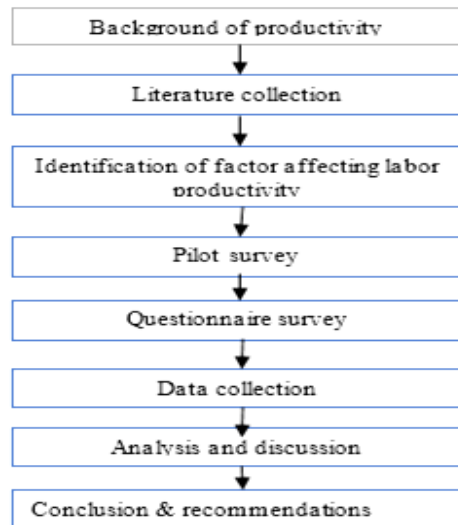 Background of productivity
Literature collection
Identification of factor affecting labor
productivity
Pilot survey
Questionnaire survey
Data collection
Analysis and discussion
Conclusion & recommendations